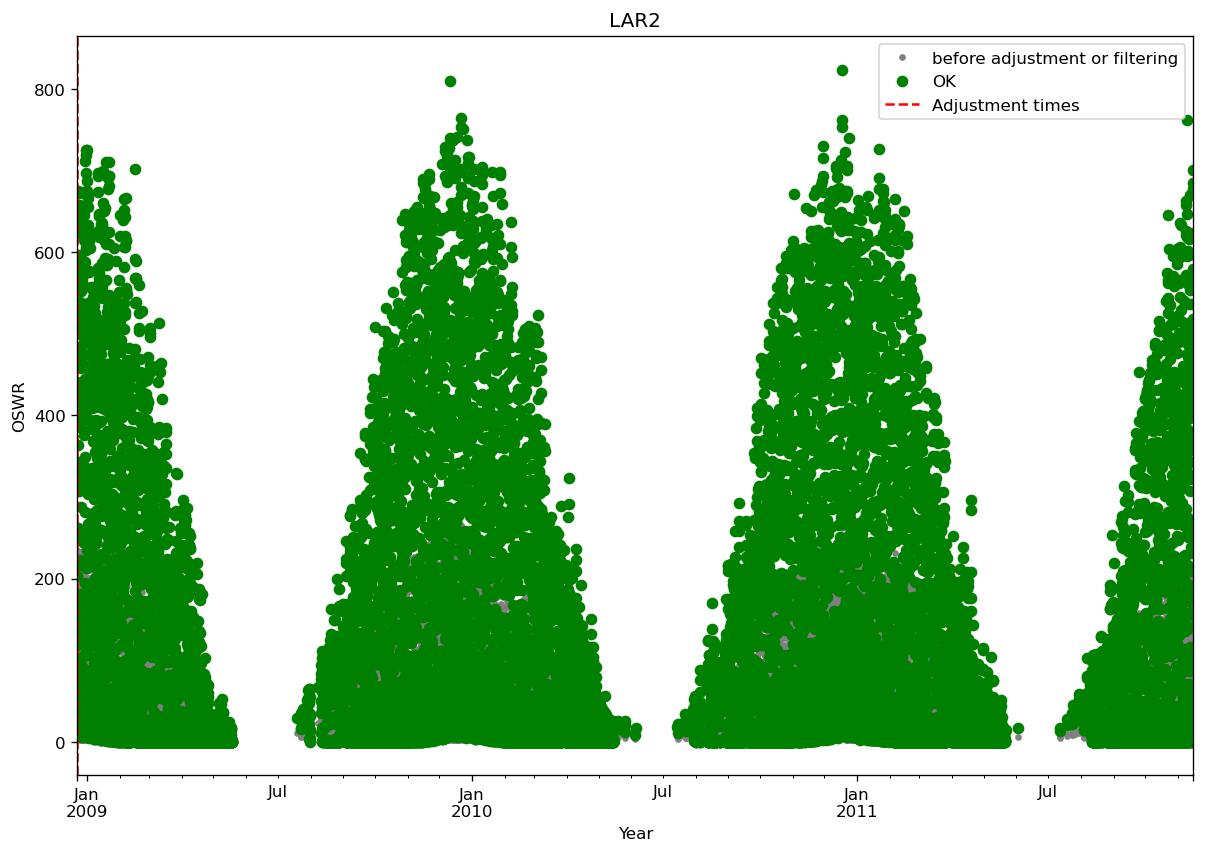 LAR2
before adjustment or filtering
OK
Adjustment times
OSWR
800
600
400
200
0
Jan
2009
Jul
Jan
2010
Jul
Jan
2011
Jul
Year